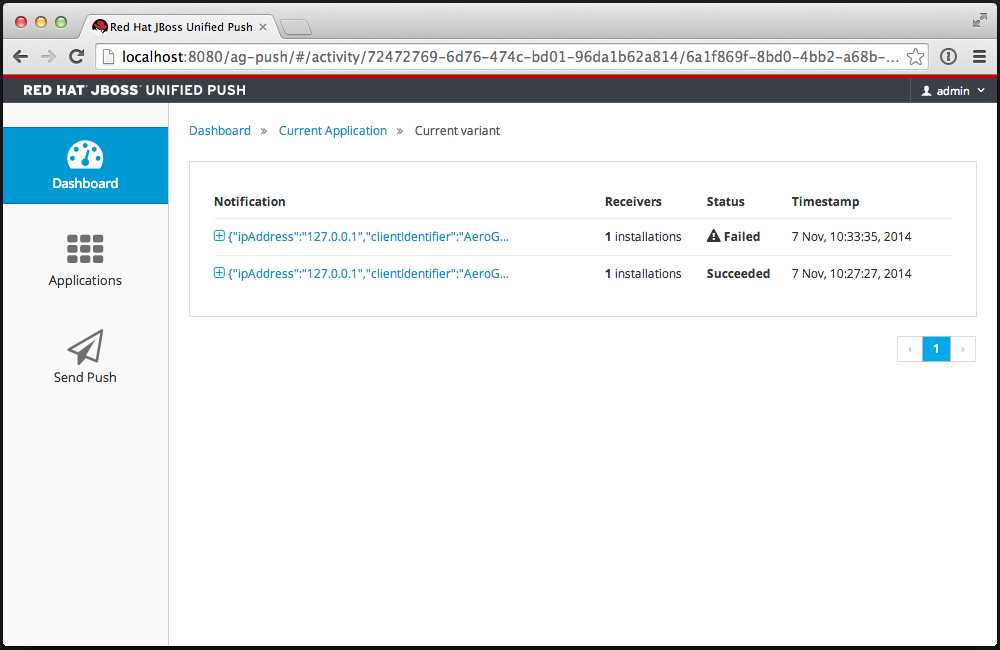 Red Hat JBoss Unified Push
localhost:8080/ag-push/#/activity/72472769-6d76-474c-bd01-96da1b62a814/6a1f869f-8bd0-4bb2-a68b-...
RED HAT® JBOSS® UNIFIED PUSH
admin
Dashboard
Applications
Send Push
Dashboard » Current Application » Current variant
Notification Receivers Status Timestamp
{"ipAddress":"127.0.0.1","clientIdentifier":"AeroG... 1 installations Failed 7 Nov, 10:33:35, 2014
{"ipAddress":"127.0.0.1","clientIdentifier":"AeroG... 1 installations Succeeded 7 Nov, 10:27:27, 2014
‹ 1 ›